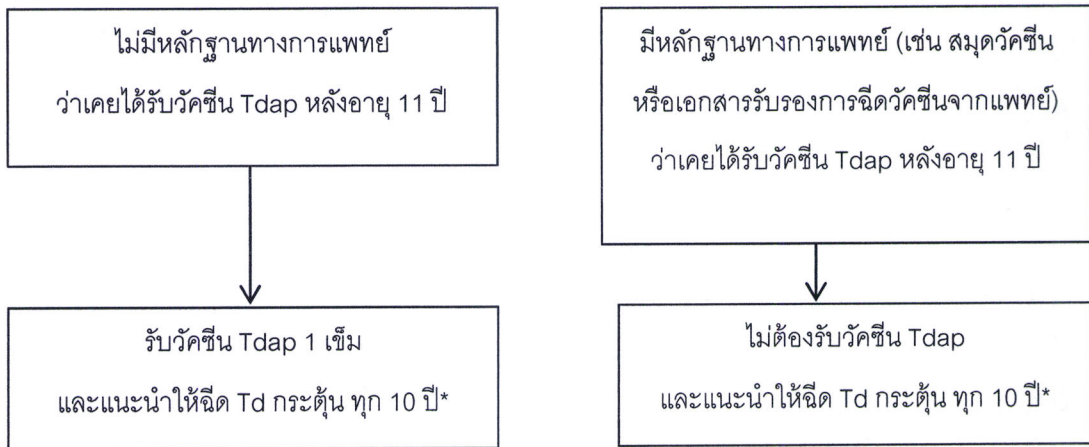 ไม่มีหลักฐานทางการแพทย์
ว่าเคยได้รับวัคซีน Tdap หลังอายุ 11 ปี
รับวัคซีน Tdap 1 เข็ม
และแนะนำให้ฉีด Td กระตุ้น ทุก 10 ปี*
มีหลักฐานทางการแพทย์ (เช่น สมุดวัคซีน
หรือเอกสารรับรองการฉีดวัคซีนจากแพทย์)
ว่าเคยได้รับวัคซีน Tdap หลังอายุ 11 ปี
ไม่ต้องรับวัคซีน Tdap
และแนะนำให้ฉีด Td กระตุ้น ทุก 10 ปี*